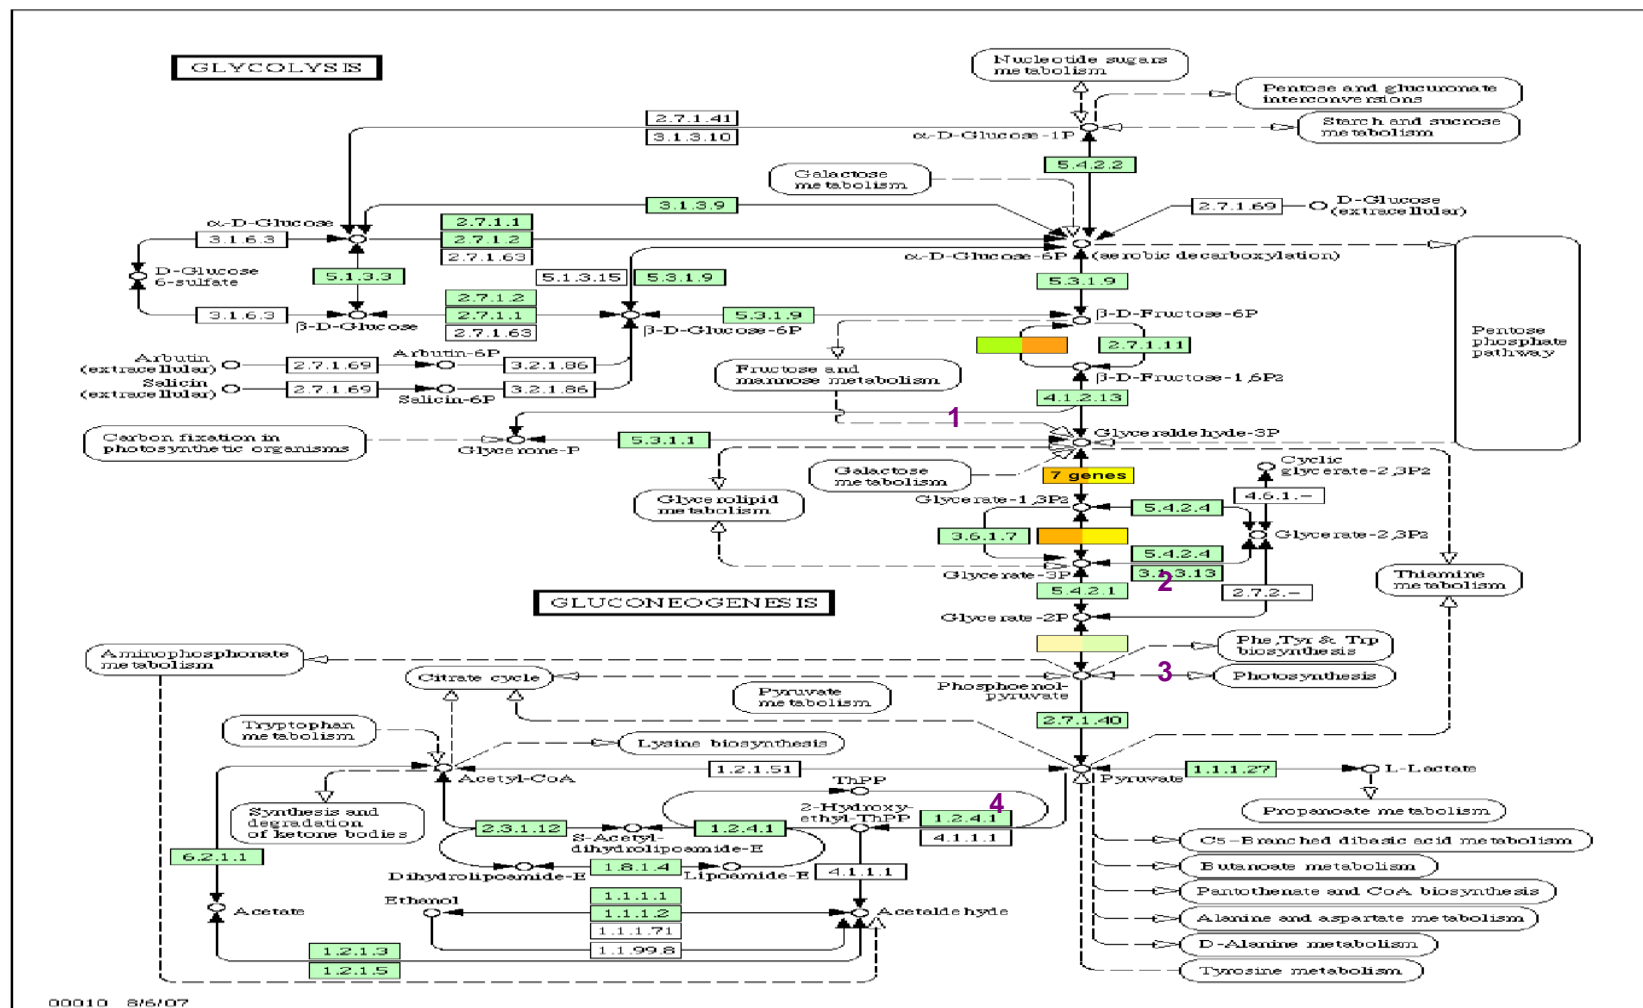 GLYCOLYSIS
Nucleotide sugars
metabolism
Pentose and glucuronate
interconversions
Starch and sucrose
metabolism
2.7.1.41
3.1.3.10
α-D-Glucose-1P
5.4.2.2
Galactose
metabolism
3.1.3.9
2.7.1.69
D-Glucose
(extracellular)
α-D-Glucose
2.7.1.1
2.7.1.2
2.7.1.63
3.1.6.3
α-D-Glucose-6P
(aerobic decarboxylation)
D-Glucose
6-sulfate
5.1.3.3
5.1.3.15
5.3.1.9
5.3.1.9
2.7.1.2
2.7.1.1
2.7.1.63
3.1.6.3
β-D-Glucose
β-D-Glucose-6P
5.3.1.9
β-D-Fructose-6P
Pentose
phosphate
pathway
2.7.1.11
Arbutin
(extracellular)
2.7.1.69
Arbutin-6P
3.2.1.86
Salicin
(extracellular)
2.7.1.69
Salicin-6P
3.2.1.86
Fructose and
mannose metabolism
β-D-Fructose-1,6P2
4.1.2.13
1
Carbon fixation in
photosynthetic organisms
Glycerone-P
5.3.1.1
Glyceraldehyde-3P
Galactose
metabolism
7 genes
Cyclic
glycerate-2,3P2
Glycerolipid
metabolism
Glycerate-1,3P2
5.4.2.4
4.6.1.-
3.6.1.7
Glycerate-2,3P2
5.4.2.4
3.1.3.13
2
Glycerate-3P
5.4.2.1
2.7.2.-
Thiamine
metabolism
GLUCONEOGENESIS
Glycerate-2P
Aminophosphonate
metabolism
Phe,Tyr & Trp
biosynthesis
Citrate cycle
Phosphoenol-
pyruvate
3
Photosynthesis
Pyruvate
metabolism
2.7.1.40
Tryptophan
metabolism
Lysine biosynthesis
Acetyl-CoA
1.2.1.51
Pyruvate
1.1.1.27
L-Lactate
ThPP
Synthesis and
degradation
of ketone bodies
2-Hydroxy-
ethyl-ThPP
4
Propanoate metabolism
2.3.1.12
S-Acetyl-
dihydrolipoamide-E
1.2.4.1
1.2.4.1
4.1.1.1
C5-Branched dibasic acid metabolism
6.2.1.1
Dihydrolipoamide-E
1.8.1.4
Lipoamide-E
4.1.1.1
Butanoate metabolism
Pantothenate and CoA biosynthesis
Acetate
Ethanol
1.1.1.1
1.1.1.2
1.1.1.71
1.1.99.8
Acetaldehyde
Alanine and aspartate metabolism
D-Alanine metabolism
1.2.1.3
1.2.1.5
Tyrosine metabolism
00010 8/6/07